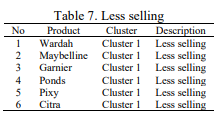 Table 7. Less selling
No Product Cluster Description
1 Wardah Cluster 1 Less selling
2 Maybelline Cluster 1 Less selling
3 Garnier Cluster 1 Less selling
4 Ponds Cluster 1 Less selling
5 Pixy Cluster 1 Less selling
6 Citra Cluster 1 Less selling